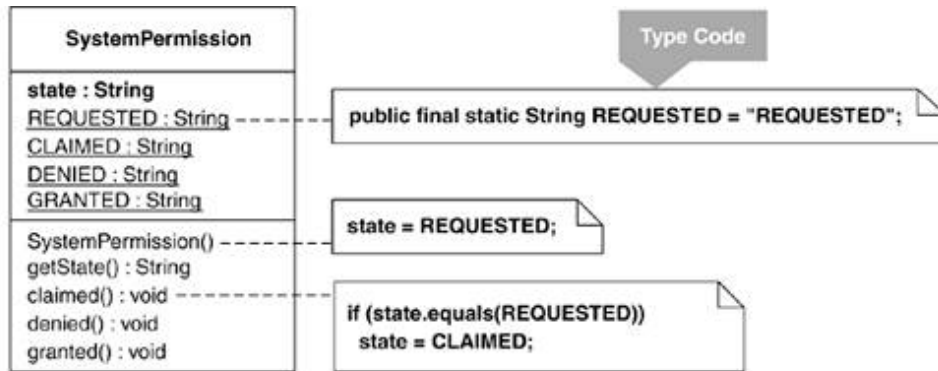 SystemPermission
state : String
REQUESTED : String
CLAIMED : String
DENIED : String
GRANTED : String
SystemPermission()
getState() : String
claimed() : void
denied() : void
granted() : void
Type Code
public final static String REQUESTED = "REQUESTED";
state = REQUESTED;
if (state.equals(REQUESTED))
state = CLAIMED;